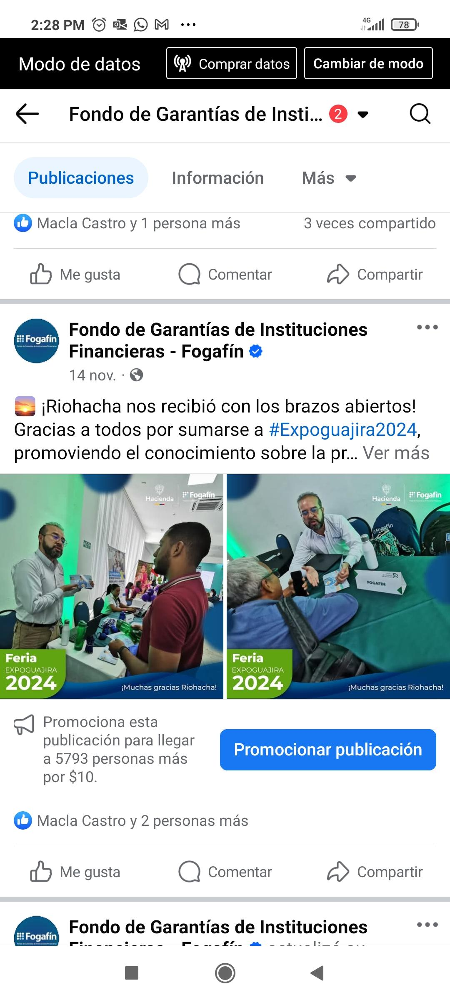 2:28 PM
4G
78
Modo de datos
Comprar datos
Cambiar de modo
Fondo de Garantías de Insti... 2
Publicaciones
Información
Más
Macla Castro y 1 persona más
3 veces compartido
Me gusta
Comentar
Compartir
Fogafín
Fondo de Garantías de Instituciones
Financieras - Fogafín
14 nov. ·
¡Riohacha nos recibió con los brazos abiertos!
Gracias a todos por sumarse a #Expoguajira2024,
promoviendo el conocimiento sobre la pr... Ver más
Hacienda
Fogafín
Feria
EXPOGUAJIRA
2024
¡Muchas gracias Riohacha!
Hacienda
Fogafín
Fogafín
FOGAFIN
Feria
EXPOGUAJIRA
2024
¡Muchas gracias Riohacha!
Promociona esta
publicación para llegar
a 5793 personas más
por $10.
Promocionar publicación
Macla Castro y 2 personas más
Me gusta
Comentar
Compartir
Fogafín
Fondo de Garantías de Instituciones
Financieras - Fogafín actualizó su